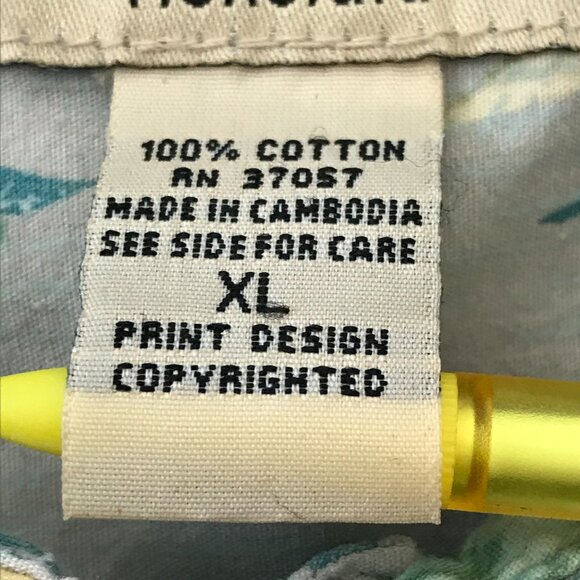 100% COTTON
RN 37057
MADE IN CAMBODIA
SEE SIDE FOR CARE
XL
PRINT DESIGN
COPYRIGHTED